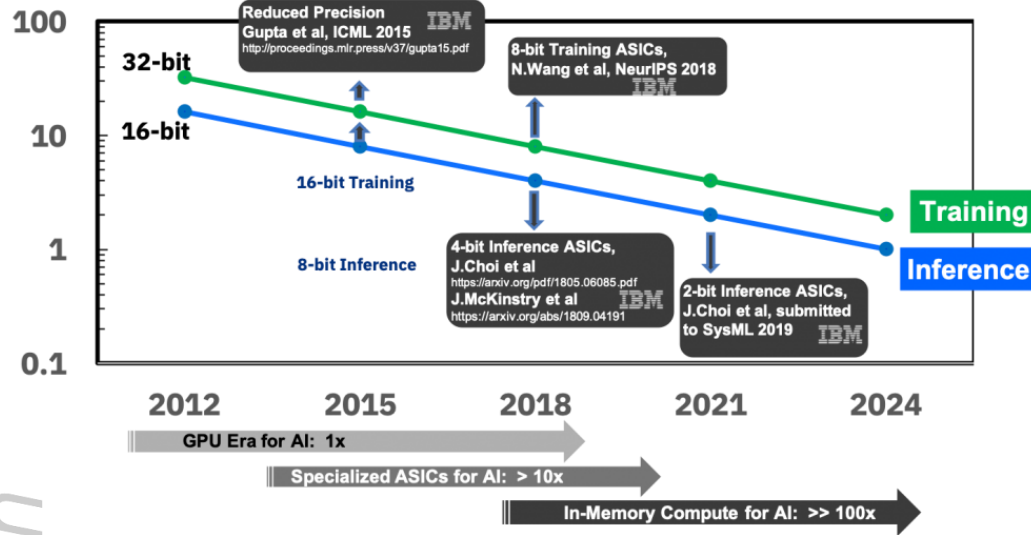 100
10
1
0.1
32-bit
16-bit
Reduced Precision
Gupta et al, ICML 2015
http://proceedings.mlr.press/v37/gupta15.pdf
IBM
8-bit Training ASICs,
N.Wang et al, NeurIPS 2018
IBM
16-bit Training
8-bit Inference
4-bit Inference ASICs,
J.Choi et al
https://arxiv.org/pdf/1805.06085.pdf
J.McKinstry et al
https://arxiv.org/abs/1809.04191
IBM
2-bit Inference ASICs,
J.Choi et al, submitted
to SysML 2019
IBM
Training
Inference
2012 2015 2018 2021 2024
GPU Era for AI: 1x
Specialized ASICs for AI: > 10x
In-Memory Compute for AI: >> 100x